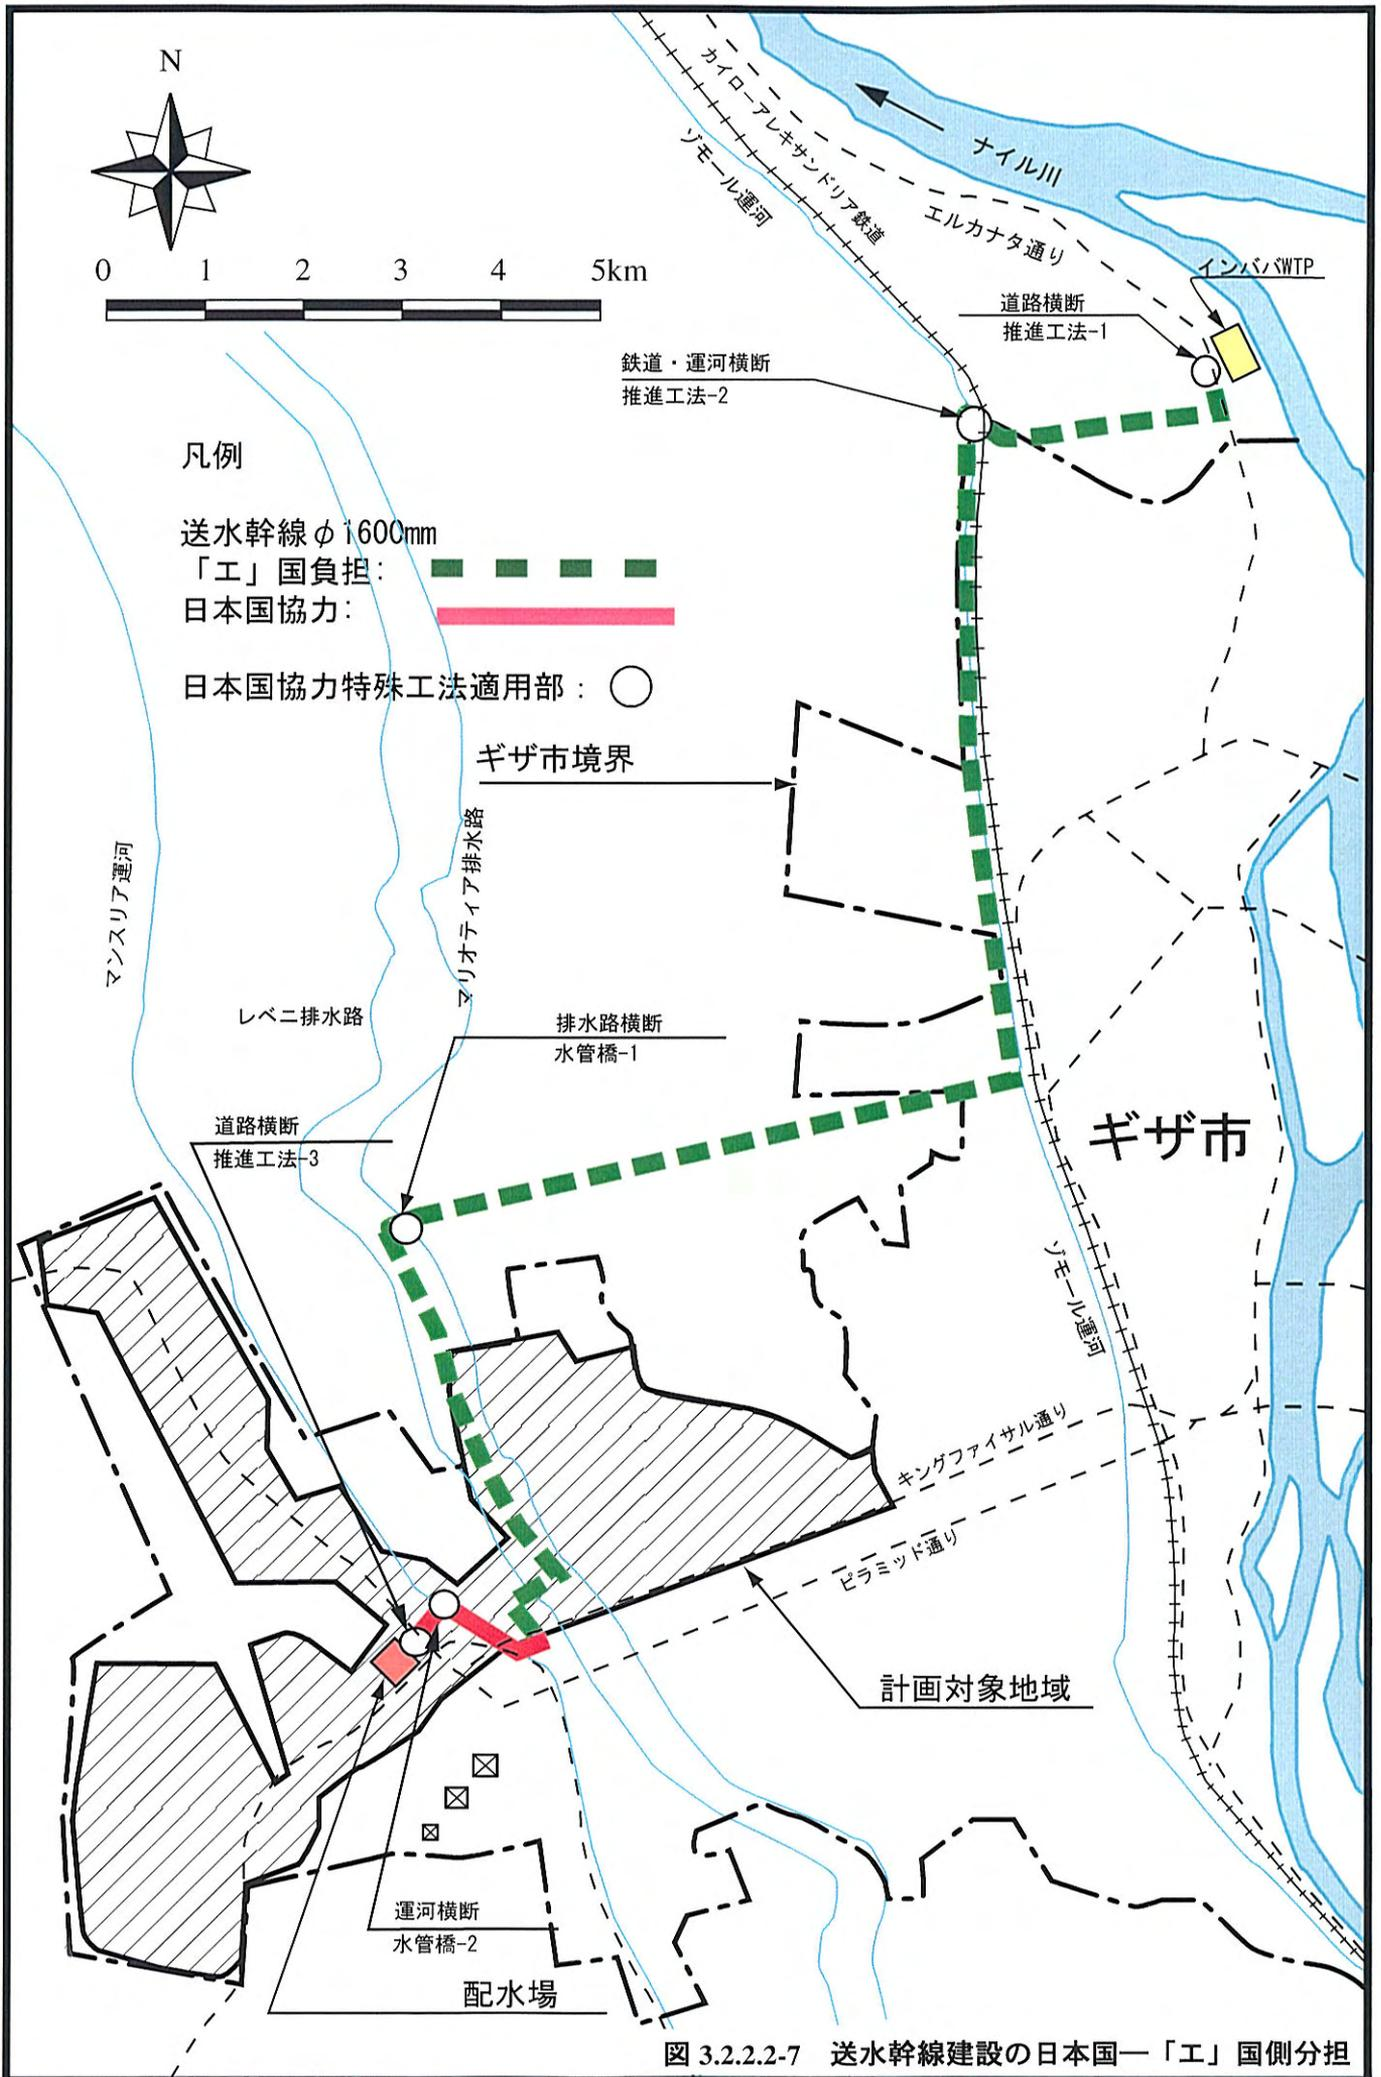 N
カイロ－アレキサンドリア鉄道
ナイル川
ゾモール運河
エルカナタ通り
0 1 2 3 4 5km
インババWTP
道路横断
推進工法-1
鉄道・運河横断
推進工法-2
凡例
送水幹線φ1600mm
「エ」国負担:
日本国協力:
日本国協力特殊工法適用部:
ギザ市境界
マンスリア運河
マリオティア排水路
レベニ排水路
排水路横断
水管橋-1
道路横断
推進工法-3
ギザ市
ゾモール運河
キングファイサル通り
ピラミッド通り
計画対象地域
運河横断
水管橋-2
配水場
図 3.2.2.2-7 送水幹線建設の日本国―「エ」国側分担